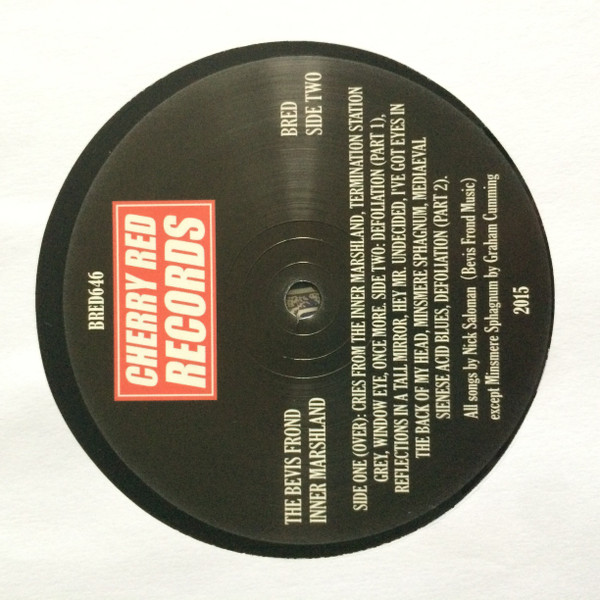 BRED646
CHERRY RED
RECORDS
THE BEVIS FROND
INNER MARSHLAND
BRED
SIDE TWO
SIDE ONE (OVER): CRIES FROM THE INNER MARSHLAND, TERMINATION STATION
GREY, WINDOW EYE, ONCE MORE. SIDE TWO: DEFOLIATION (PART 1),
REFLECTIONS IN A TALL MIRROR, HEY MR. UNDECIDED, I'VE GOT EYES IN
THE BACK OF MY HEAD, MINSMERE SPHAGNUM, MEDIAEVAL
SIENESE ACID BLUES, DEFOLIATION (PART 2).
All songs by Nick Saloman (Bevis Frond Music)
except Minsmere Sphagnum by Graham Cumming
2015